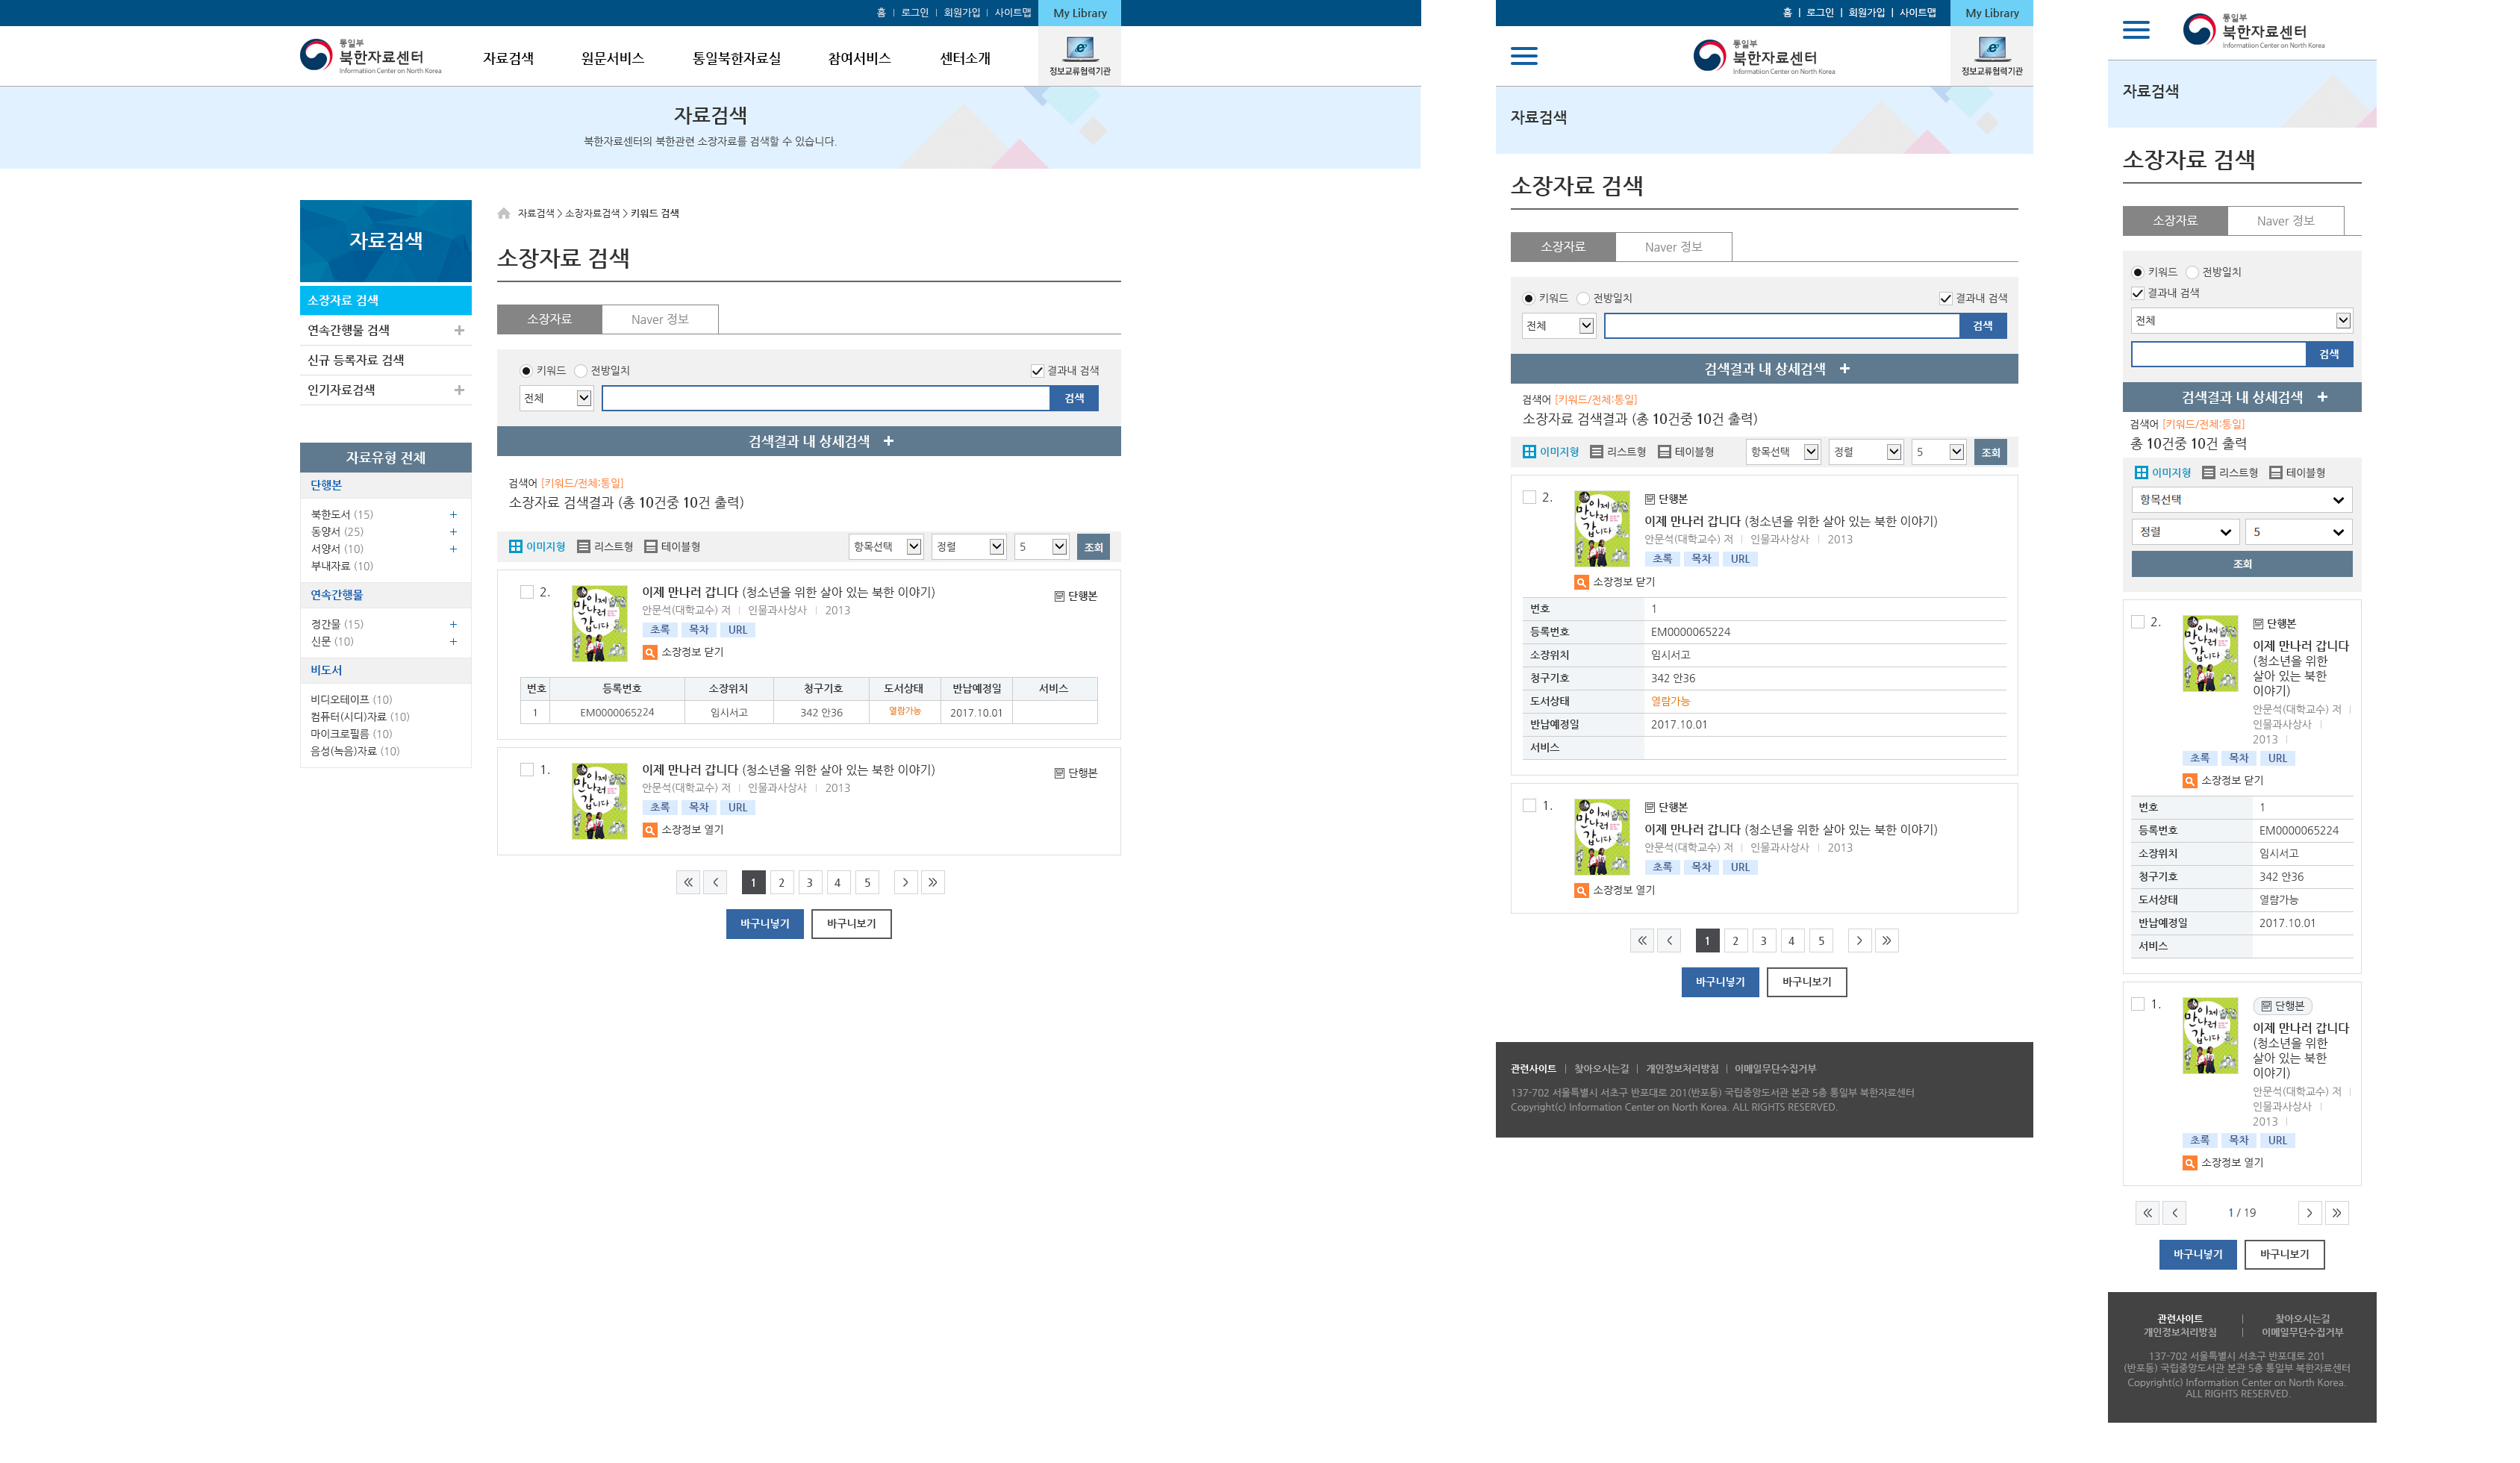 홈 | 로그인 | 회원가입 | 사이트맵 My Library
통일부
북한자료센터
Informatiion Center on North Korea
자료검색 원문서비스 통일북한자료실 참여서비스 센터소개
정보교류협력기관
자료검색
북한자료센터의 북한관련 소장자료를 검색할 수 있습니다.
자료검색
소장자료 검색
연속간행물 검색
신규 등록자료 검색
인기자료검색
자료유형 전체
단행본
북한도서 (15)
동양서 (25)
서양서 (10)
부내자료 (10)
연속간행물
정간물 (15)
신문 (10)
비도서
비디오테이프 (10)
컴퓨터(시디)자료 (10)
마이크로필름 (10)
음성(녹음)자료 (10)
자료검색 > 소장자료검색 > 키워드 검색
소장자료 검색
소장자료 Naver 정보
키워드 전방일치 결과내 검색
전체 검색
검색결과 내 상세검색 +
검색어 [키워드/전체:통일]
소장자료 검색결과 (총 10건중 10건 출력)
이미지형 리스트형 테이블형 항목선택 정렬 5 조회
2. 이제 만나러 갑니다 (청소년을 위한 살아 있는 북한 이야기) 단행본
안문석(대학교수) 저 | 인물과사상사 | 2013
초록 목차 URL
소장정보 닫기
번호 등록번호 소장위치 청구기호 도서상태 반납예정일 서비스
1 EM0000065224 임시서고 342 안36 열람가능 2017.10.01
1. 이제 만나러 갑니다 (청소년을 위한 살아 있는 북한 이야기) 단행본
안문석(대학교수) 저 | 인물과사상사 | 2013
초록 목차 URL
소장정보 열기
1 2 3 4 5
바구니넣기 바구니보기
홈 | 로그인 | 회원가입 | 사이트맵 My Library
통일부
북한자료센터
Informatiion Center on North Korea
정보교류협력기관
자료검색
소장자료 검색
소장자료 Naver 정보
키워드 전방일치 결과내 검색
전체 검색
검색결과 내 상세검색 +
검색어 [키워드/전체:통일]
소장자료 검색결과 (총 10건중 10건 출력)
이미지형 리스트형 테이블형 항목선택 정렬 5 조회
2. 단행본
이제 만나러 갑니다 (청소년을 위한 살아 있는 북한 이야기)
안문석(대학교수) 저 | 인물과사상사 | 2013
초록 목차 URL
소장정보 닫기
번호 1
등록번호 EM0000065224
소장위치 임시서고
청구기호 342 안36
도서상태 열람가능
반납예정일 2017.10.01
서비스
1. 단행본
이제 만나러 갑니다 (청소년을 위한 살아 있는 북한 이야기)
안문석(대학교수) 저 | 인물과사상사 | 2013
초록 목차 URL
소장정보 열기
1 2 3 4 5
바구니넣기 바구니보기
관련사이트 | 찾아오시는길 | 개인정보처리방침 | 이메일무단수집거부
137-702 서울특별시 서초구 반포대로 201(반포동) 국립중앙도서관 본관 5층 통일부 북한자료센터
Copyright(c) Information Center on North Korea. ALL RIGHTS RESERVED.
통일부
북한자료센터
Informatiion Center on North Korea
자료검색
소장자료 검색
소장자료 Naver 정보
키워드 전방일치
결과내 검색
전체
검색
검색결과 내 상세검색 +
검색어 [키워드/전체:통일]
총 10건중 10건 출력
이미지형 리스트형 테이블형
항목선택
정렬 5
조회
2. 단행본
이제 만나러 갑니다
(청소년을 위한
살아 있는 북한
이야기)
안문석(대학교수) 저 |
인물과사상사 |
2013 |
초록 목차 URL
소장정보 닫기
번호 1
등록번호 EM0000065224
소장위치 임시서고
청구기호 342 안36
도서상태 열람가능
반납예정일 2017.10.01
서비스
1. 단행본
이제 만나러 갑니다
(청소년을 위한
살아 있는 북한
이야기)
안문석(대학교수) 저 |
인물과사상사 |
2013 |
초록 목차 URL
소장정보 열기
1 / 19
바구니넣기 바구니보기
관련사이트 | 찾아오시는길
개인정보처리방침 | 이메일무단수집거부
137-702 서울특별시 서초구 반포대로 201
(반포동) 국립중앙도서관 본관 5층 통일부 북한자료센터
Copyright(c) Information Center on North Korea.
ALL RIGHTS RESERVED.